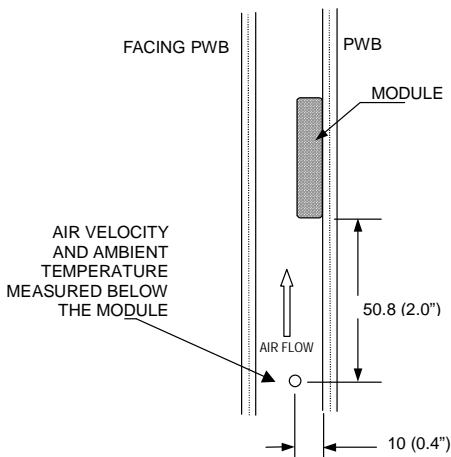 FACING PWB
PWB
MODULE
AIR VELOCITY
AND AMBIENT
TEMPERATURE
MEASURED BELOW
THE MODULE
50.8 (2.0")
AIR FLOW
10 (0.4")